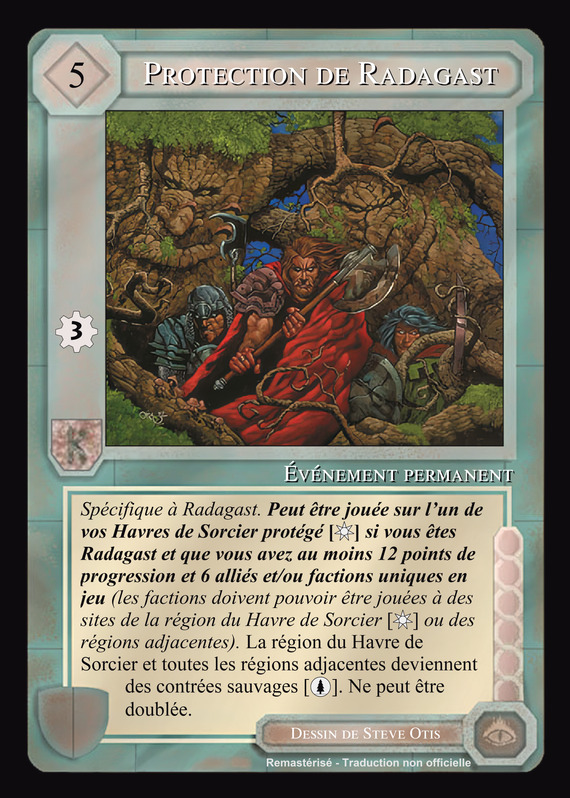 5
Protection de Radagast
3
K
Événement permanent
Spécifique à Radagast. Peut être jouée sur l'un de
vos Havres de Sorcier protégé [ ] si vous êtes
Radagast et que vous avez au moins 12 points de
progression et 6 alliés et/ou factions uniques en
jeu (les factions doivent pouvoir être jouées à des
sites de la région du Havre de Sorcier [ ] ou des
régions adjacentes). La région du Havre de
Sorcier et toutes les régions adjacentes deviennent
des contrées sauvages [ ]. Ne peut être
doublée.
Dessin de Steve Otis
Remastérisé - Traduction non officielle